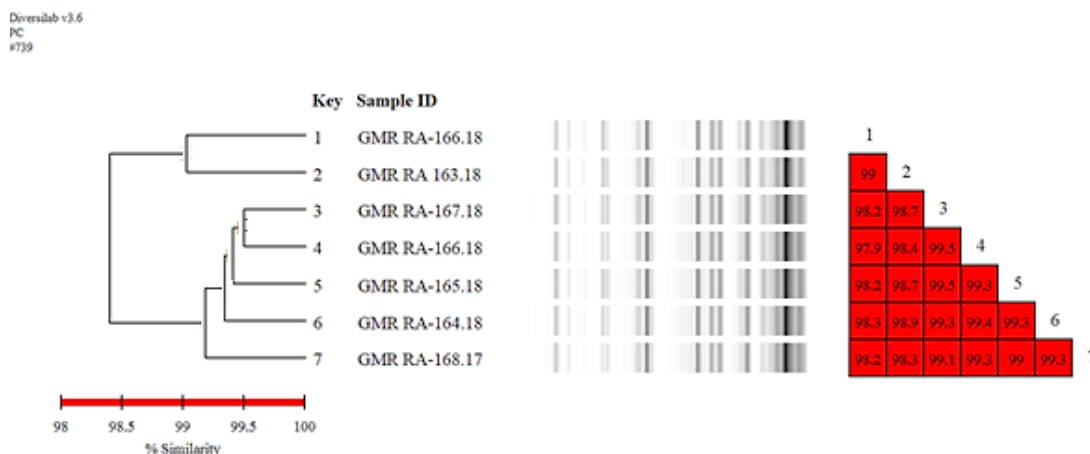 Diversilab v3.6
PC
#739
Key Sample ID
1 GMR RA-166.18
2 GMR RA 163.18
3 GMR RA-167.18
4 GMR RA-166.18
5 GMR RA-165.18
6 GMR RA-164.18
7 GMR RA-168.17
1
99 2
98.2 98.7 3
97.9 98.4 99.5 4
98.2 98.7 99.5 99.3 5
98.3 98.9 99.3 99.4 99.3 6
98.2 98.3 99.1 99.3 99 99.3
98 98.5 99 99.5 100
% Similarity